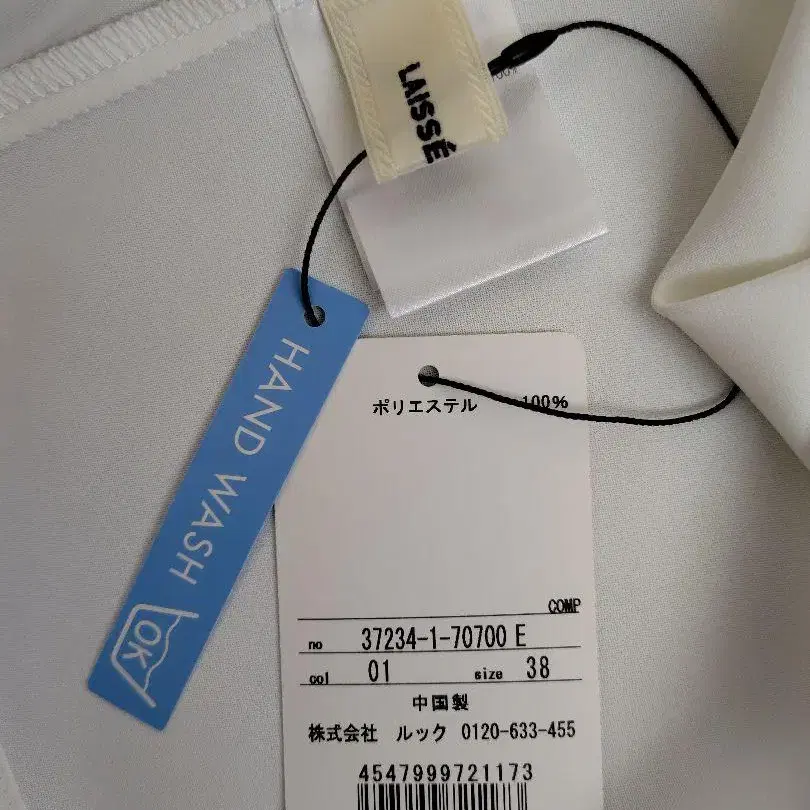 LAISSÉ
100%
HAND WASH
OK
ポリエステル 100%
COMP
no 37234-1-70700 E
col 01 size 38
中国製
株式会社 ルック 0120-633-455
4547999721173